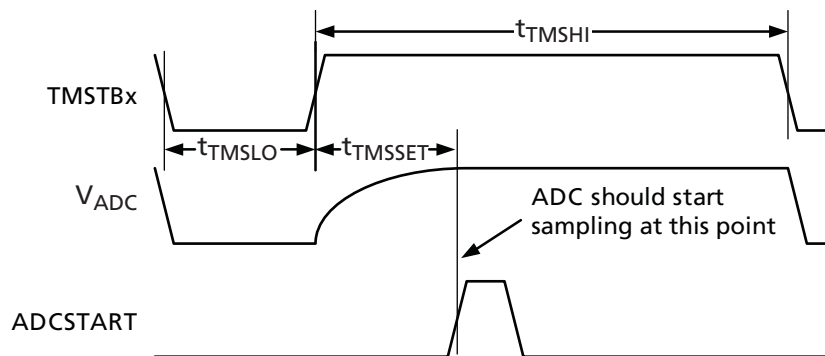 tTMSHI
TMSTBx
tTMSLO
tTMSSET
VADC
ADC should start
sampling at this point
ADCSTART